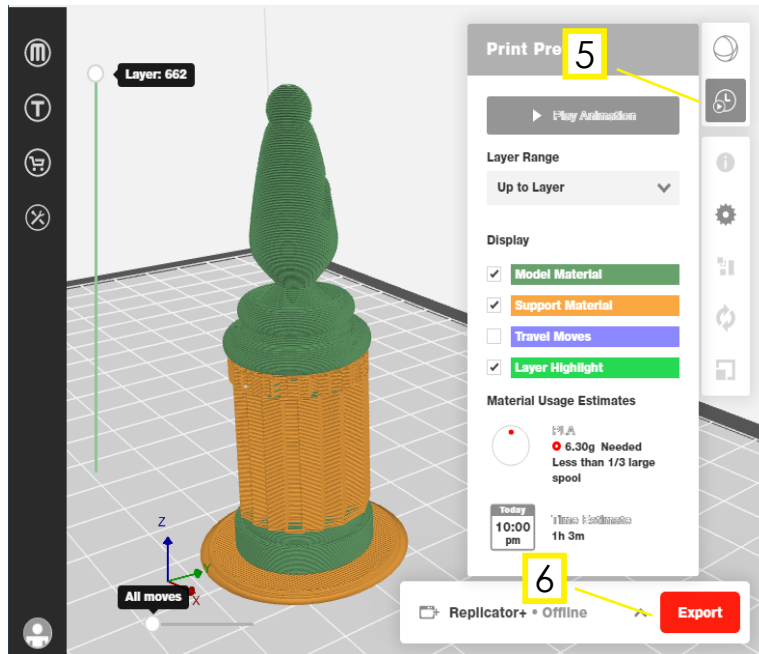 Layer: 662
Print Pre
5
Play Animation
Layer Range
Up to Layer
Display
Model Material
Support Material
Travel Moves
Layer Highlight
Material Usage Estimates
PLA
6.30g Needed
Less than 1/3 large
spool
Today
10:00
pm
Time Estimate
1h 3m
Z
Y
X
All moves
6
Replicator+ • Offline
Export
M
T